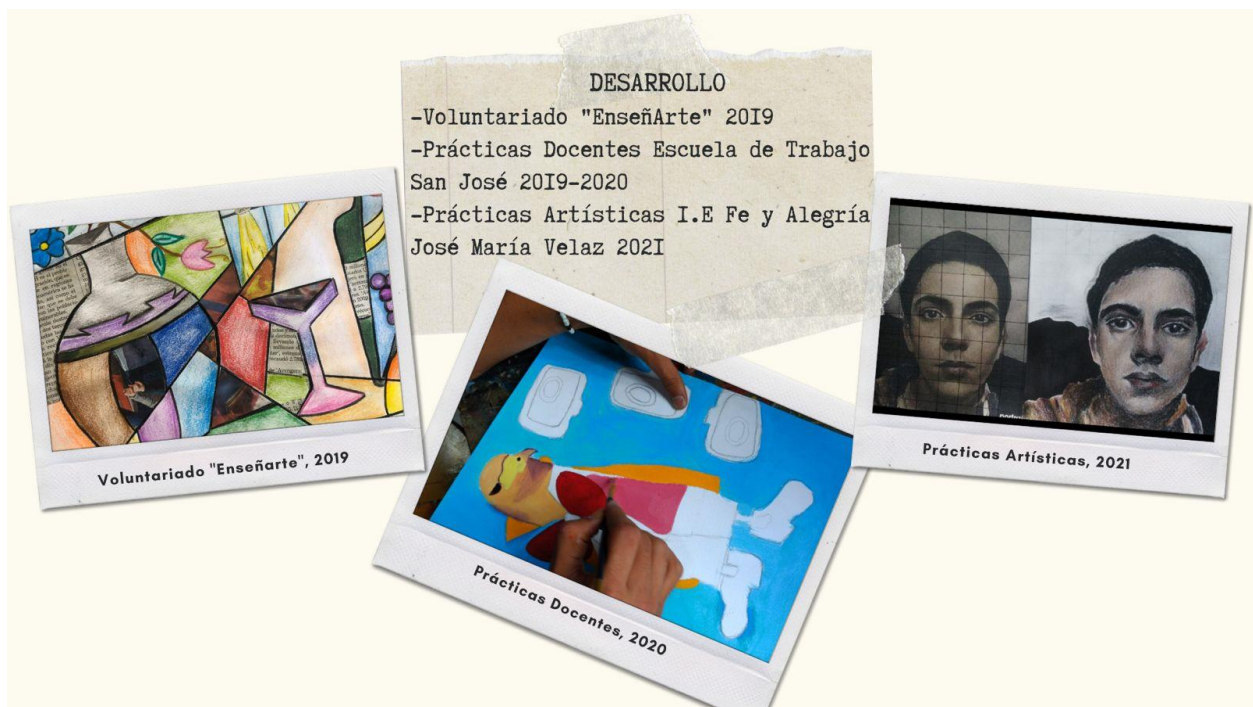 DESARROLLO
-Voluntariado "EnseñArte" 2019
-Prácticas Docentes Escuela de Trabajo
San José 2019-2020
-Prácticas Artísticas I.E Fe y Alegría
José María Velaz 2021
Voluntariado "Enseñarte", 2019
Prácticas Docentes, 2020
Prácticas Artísticas, 2021